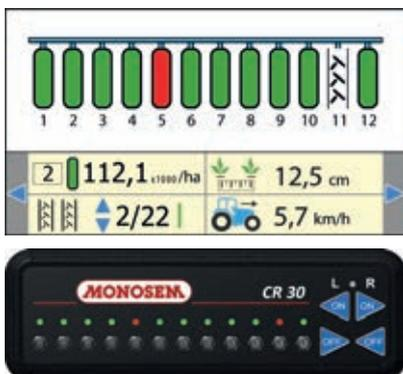 1 2 3 4 5 6 7 8 9 10 11 12
2 112,1 x1000/ha 12,5 cm
2/22 5,7 km/h
MONOSEM CR 30 L R
ON ON
OFF OFF